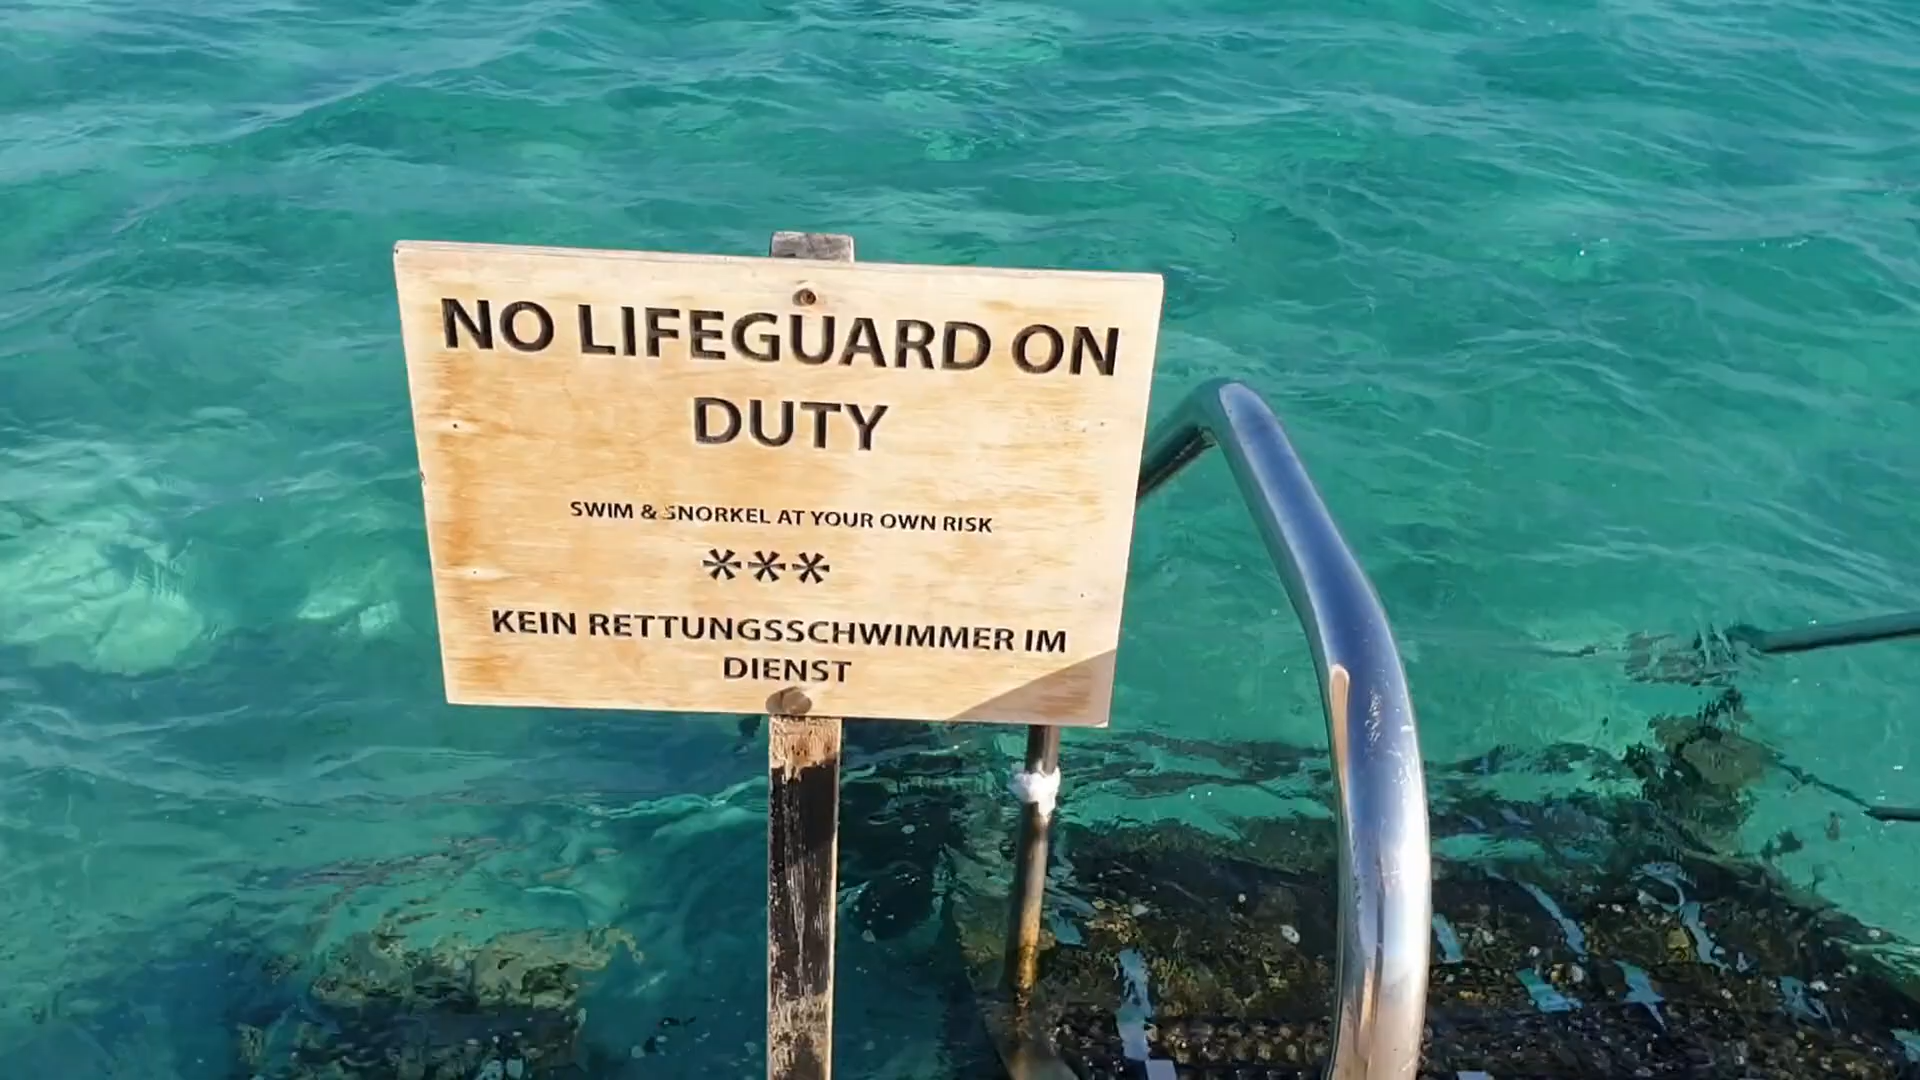 NO LIFEGUARD ON
DUTY
SWIM & SNORKEL AT YOUR OWN RISK
***
KEIN RETTUNGSSCHWIMMER IM
DIENST